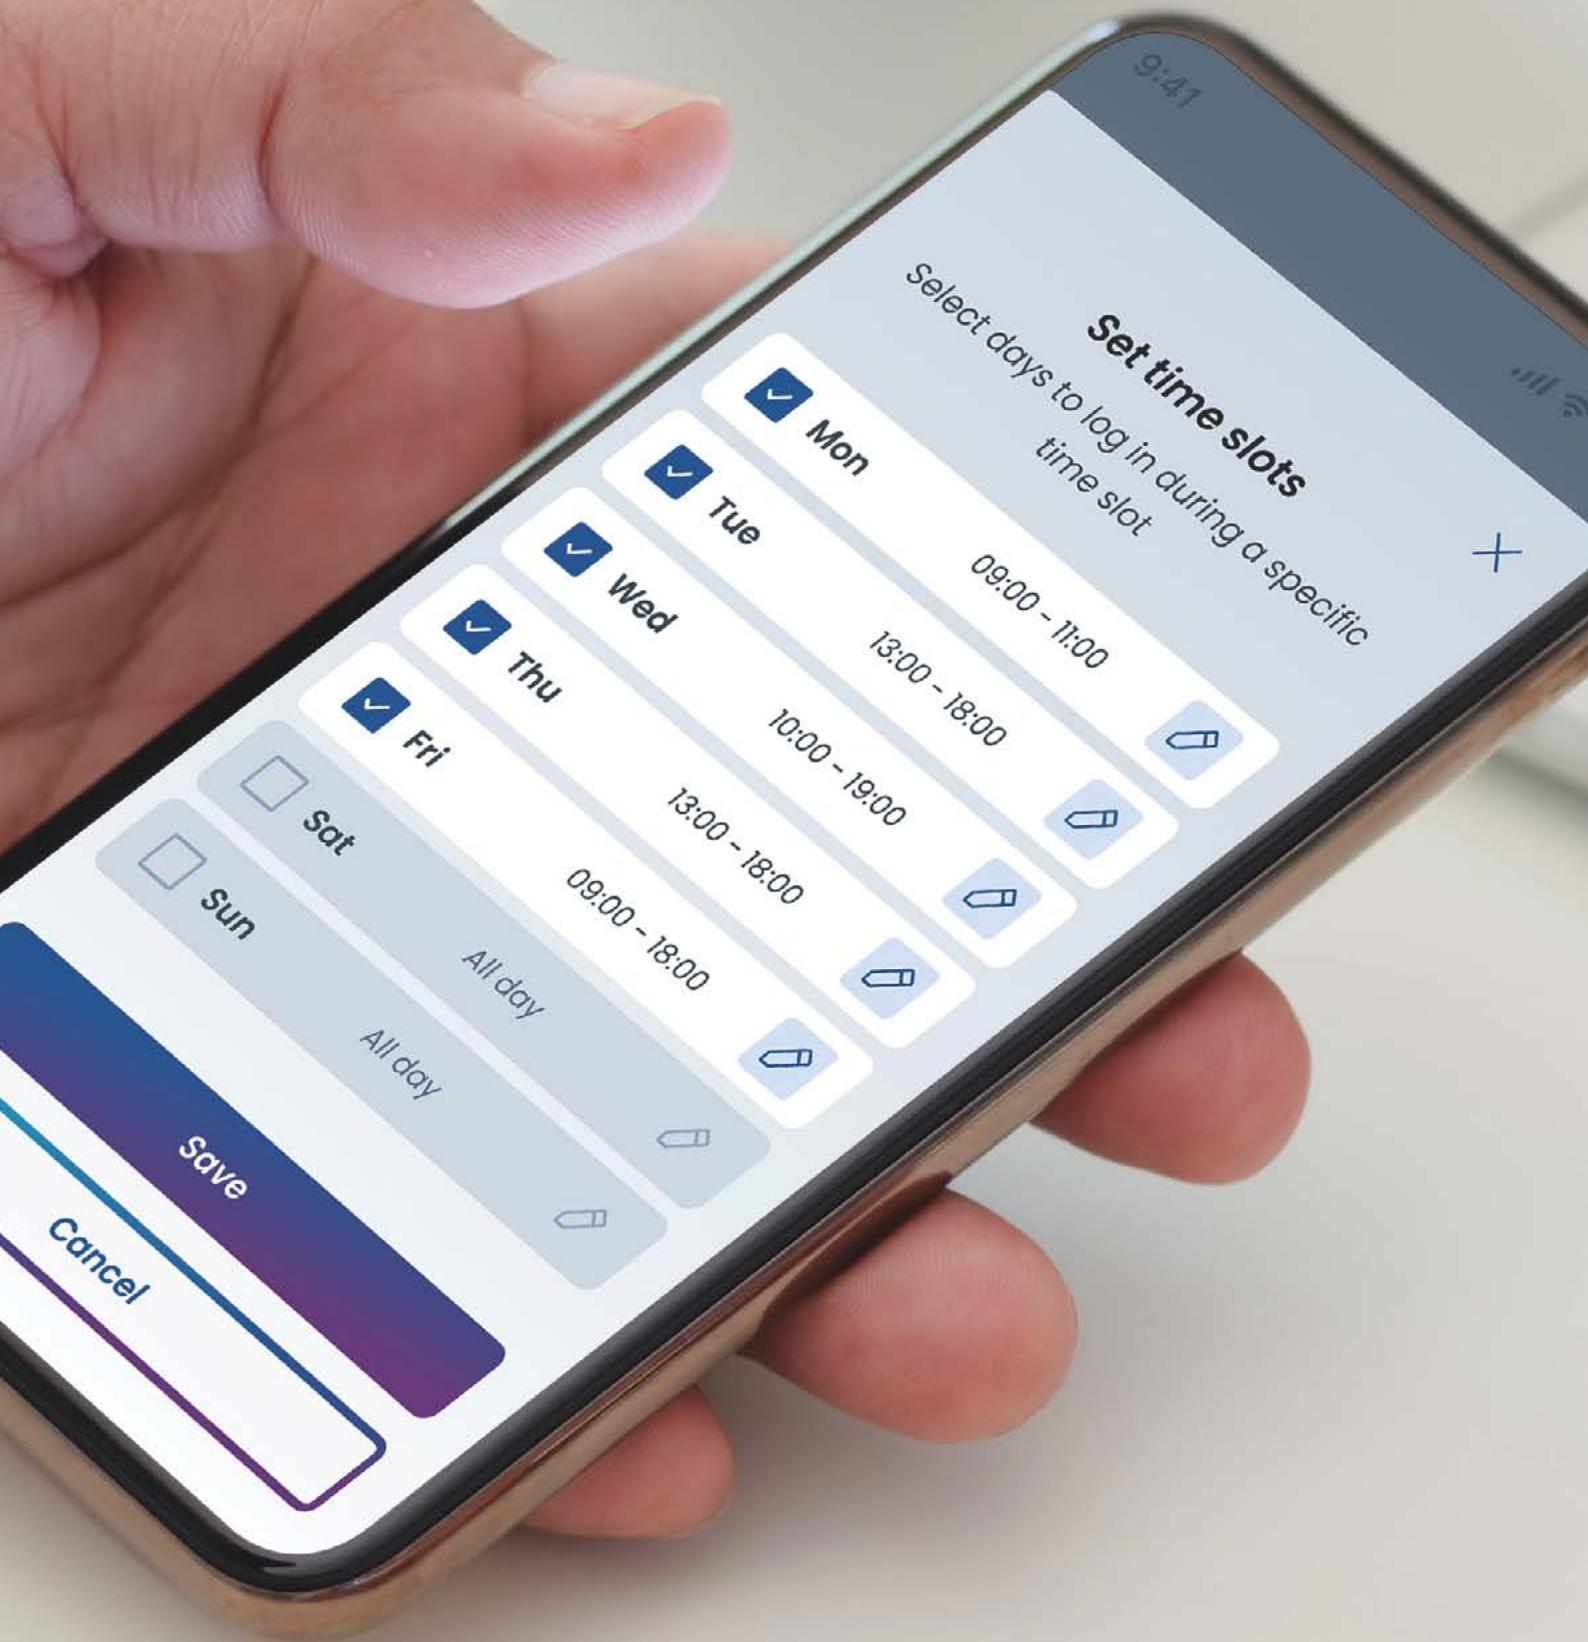 9:41
Set time slots
Select days to log in during a specific
time slot
Mon 09:00 - 11:00
Tue 13:00 - 18:00
Wed 10:00 - 19:00
Thu 13:00 - 18:00
Fri 09:00 - 18:00
Sat All day
Sun All day
Save
Cancel